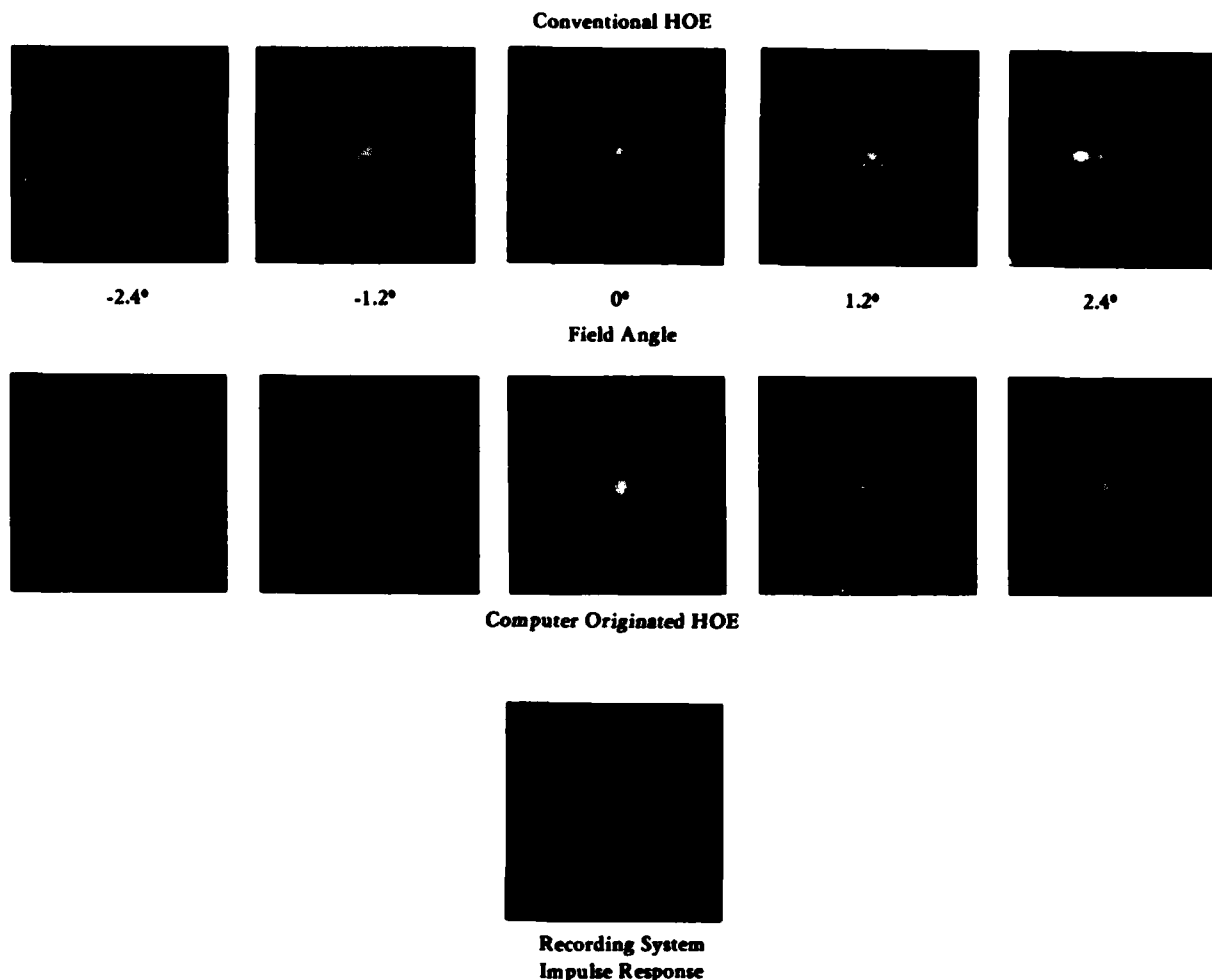 Conventional HOE
-2.4° -1.2° 0° 1.2° 2.4°
Field Angle
Computer Originated HOE
Recording System
Impulse Response